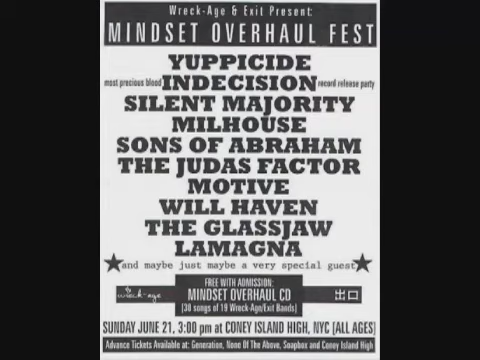 Wreck-Age & Exit Present:
MINDSET OVERHAUL FEST
YUPPICIDE
most precious blood INDECISION record release party
SILENT MAJORITY
MILHOUSE
SONS OF ABRAHAM
THE JUDAS FACTOR
MOTIVE
WILL HAVEN
THE GLASSJAW
LAMAGNA
and maybe just maybe a very special guest
FREE WITH ADMISSION:
wreck-age MINDSET OVERHAUL CD
[38 songs of 19 Wreck-Age/Exit Bands]
SUNDAY JUNE 21, 3:00 pm at CONEY ISLAND HIGH, NYC [ALL AGES]
Advance Tickets Available at: Generation, None Of The Above, Soapbox and Coney Island High